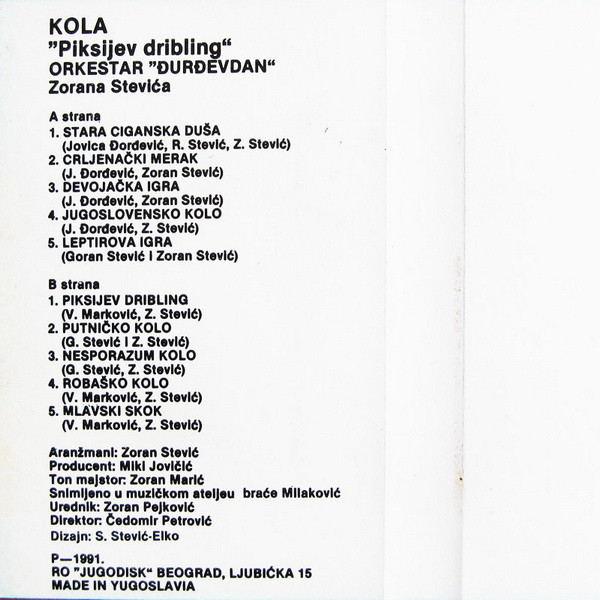 KOLA
”Piksijev dribling“
ORKESTAR ”ĐURĐEVDAN“
Zorana Stevića
A strana
1. STARA CIGANSKA DUŠA
(Jovica Đorđević, R. Stević, Z. Stević)
2. CRLJENAČKI MERAK
(J. Đorđević, Zoran Stević)
3. DEVOJAČKA IGRA
(J. Đorđević, Zoran Stević)
4. JUGOSLOVENSKO KOLO
(J. Đorđević, Z. Stević)
5. LEPTIROVA IGRA
(Goran Stević i Zoran Stević)
B strana
1. PIKSIJEV DRIBLING
(V. Marković, Z. Stević)
2. PUTNIČKO KOLO
(G. Stević i Z. Stević)
3. NESPORAZUM KOLO
(G. Stević, Z. Stević)
4. ROBAŠKO KOLO
(V. Marković, Z. Stević)
5. MLAVSKI SKOK
(V. Marković, Z. Stević)
Aranžmani: Zoran Stević
Producent: Miki Jovičić
Ton majstor: Zoran Marić
Snimljeno u muzičkom ateljeu braće Milaković
Urednik: Zoran Pejković
Direktor: Čedomir Petrović
Dizajn: S. Stević-Elko
P—1991.
RO ”JUGODISK“ BEOGRAD, LJUBIĆKA 15
MADE IN YUGOSLAVIA